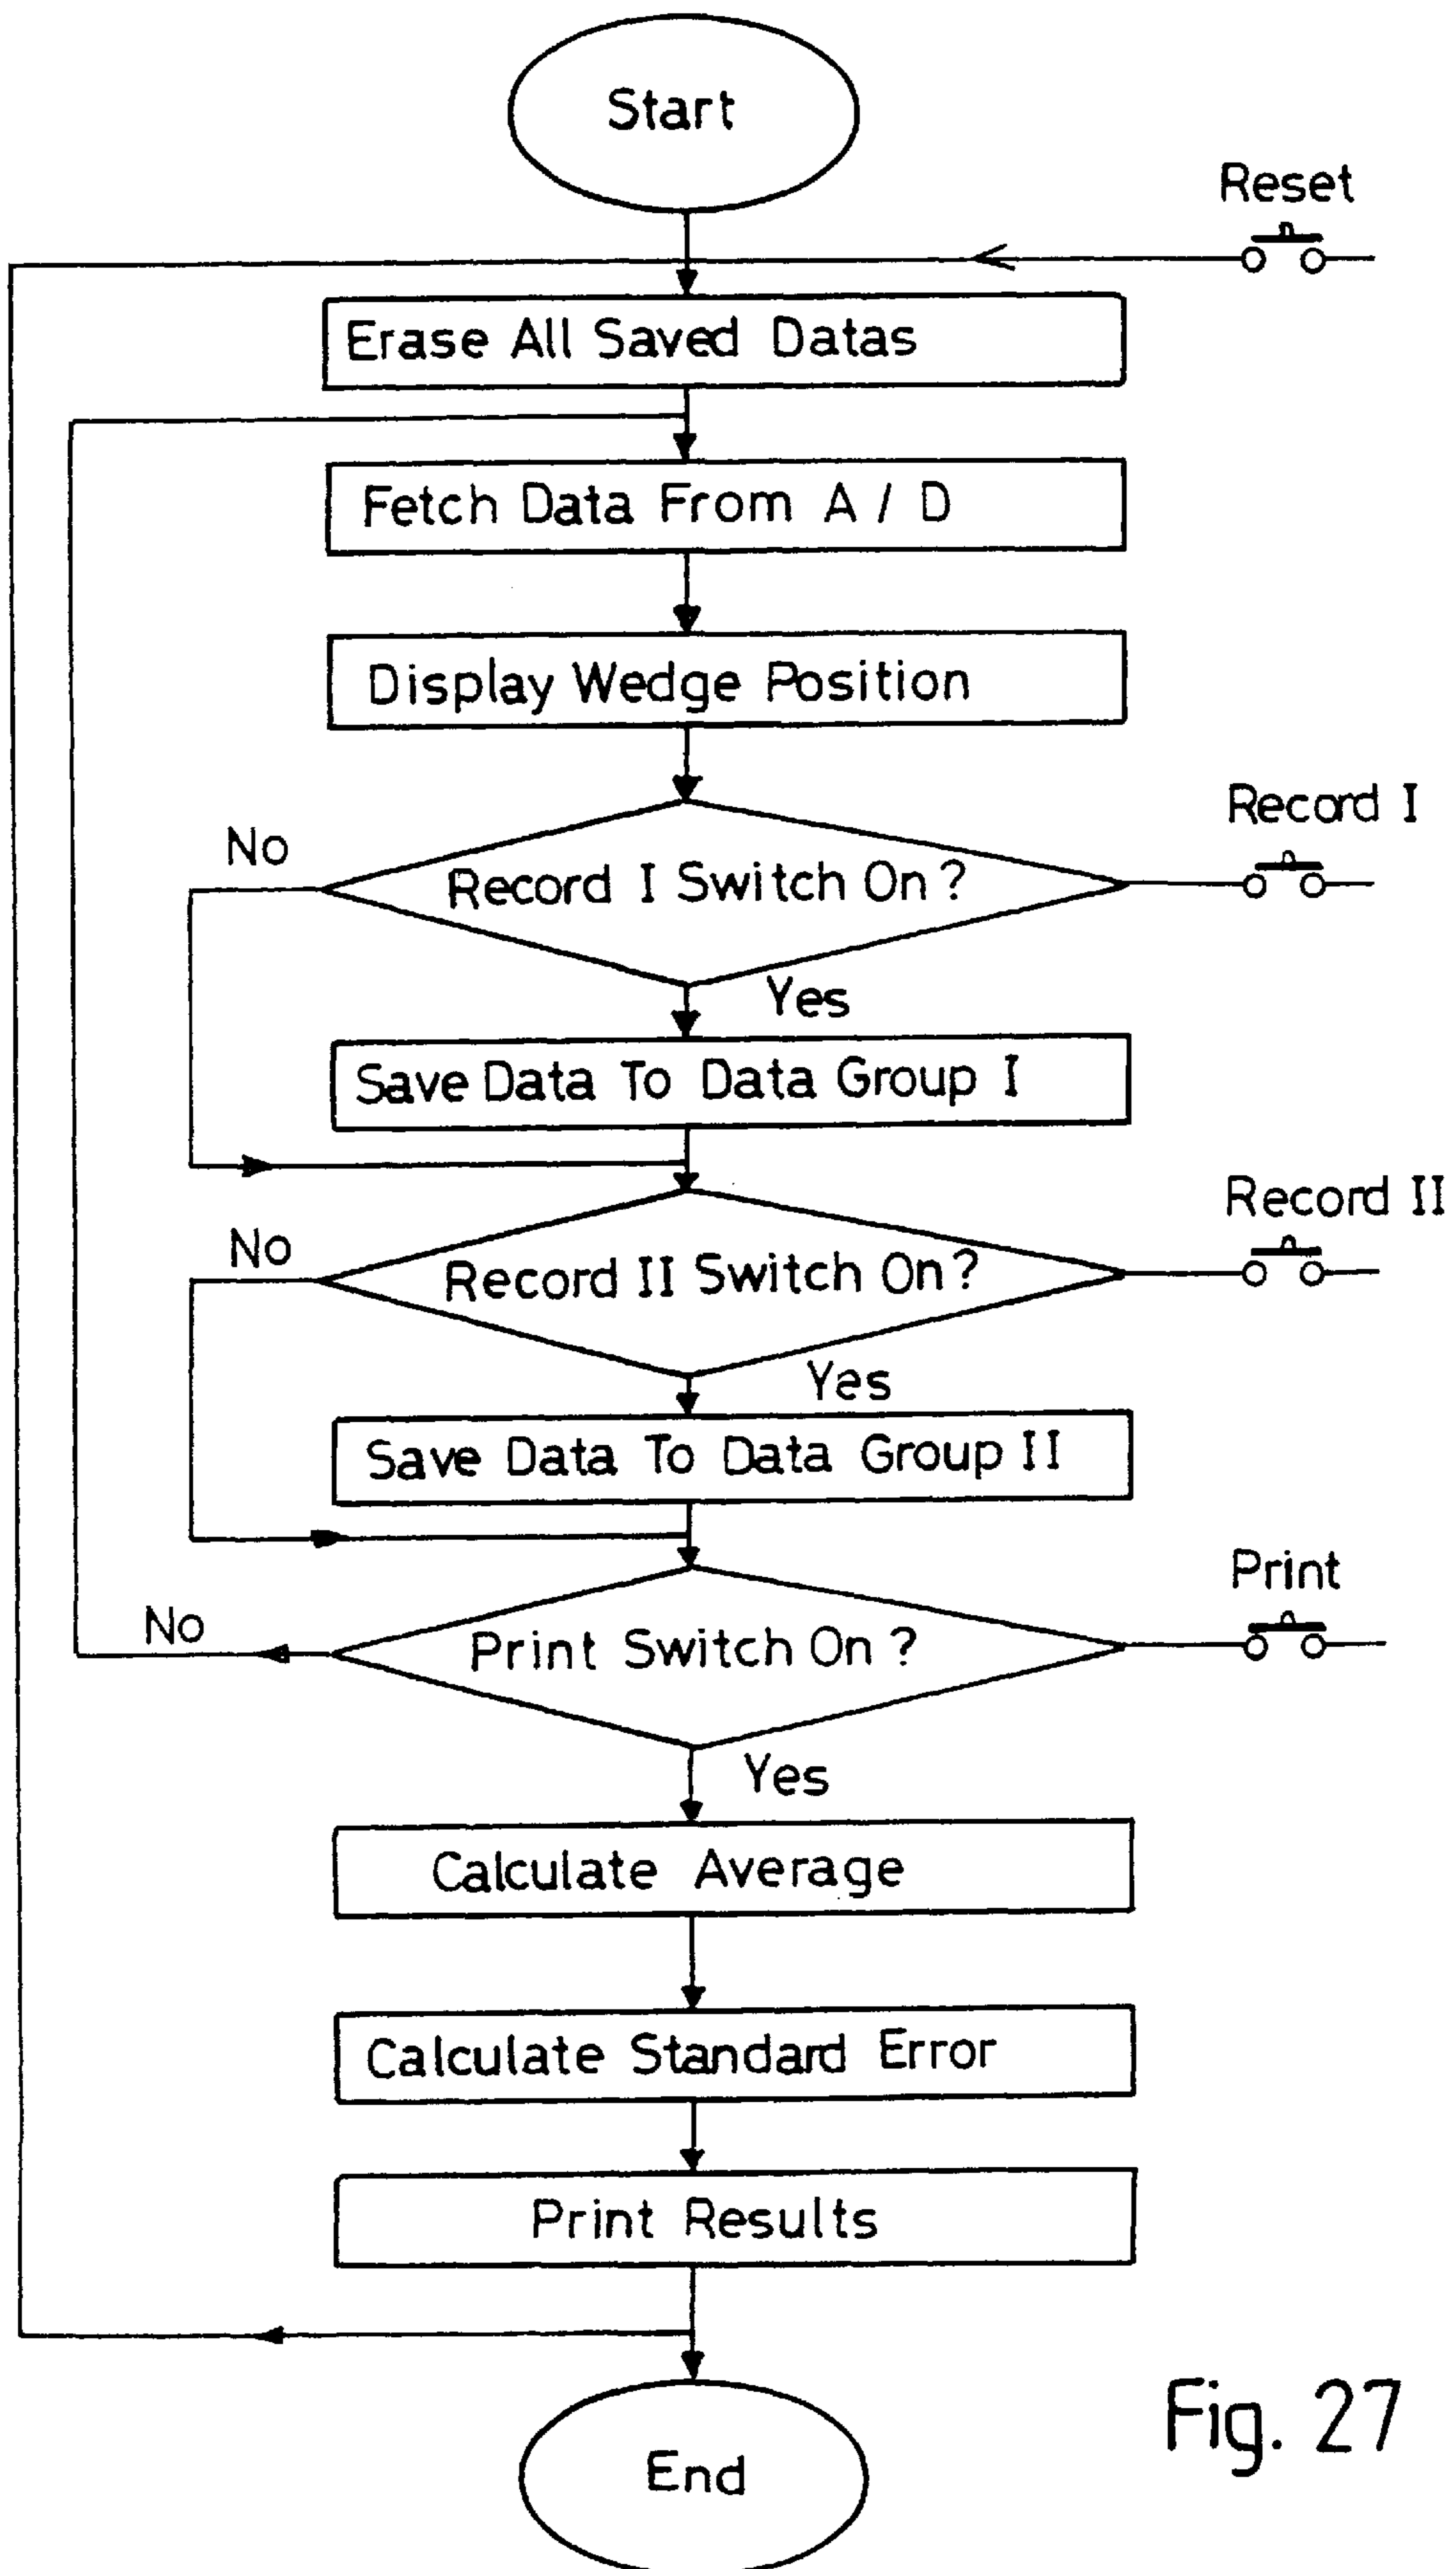 Start
Reset
Erase All Saved Datas
Fetch Data From A / D
Display Wedge Position
Record I
No
Record I Switch On ?
Yes
Save Data To Data Group I
Record II
No
Record II Switch On ?
Yes
Save Data To Data Group II
Print
No
Print Switch On ?
Yes
Calculate Average
Calculate Standard Error
Print Results
End
Fig. 27